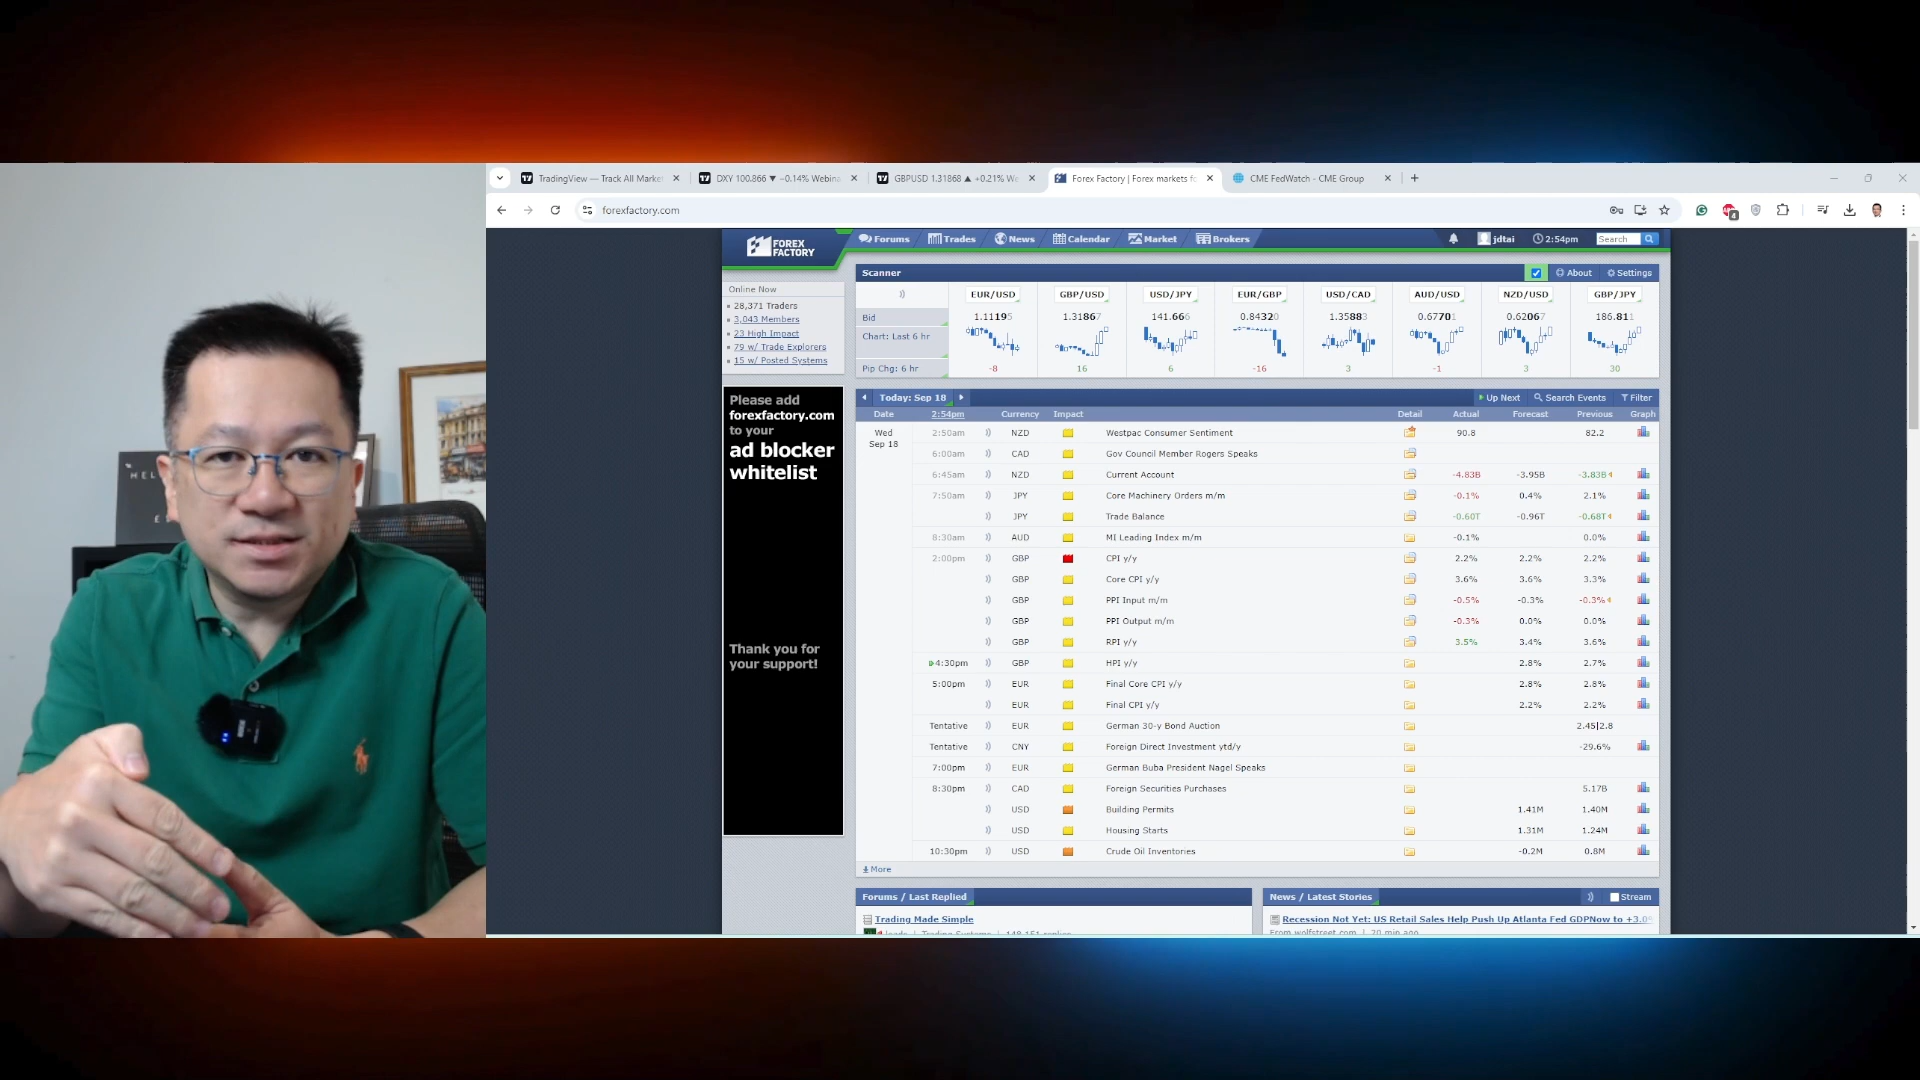 TradingView — Track All Market
DXY 100.866 ▼ −0.14% Webina
GBPUSD 1.31868 ▲ +0.21% We
Forex Factory | Forex markets fo
CME FedWatch - CME Group
forexfactory.com
FOREX
FACTORY
Forums
Trades
News
Calendar
Market
Brokers
jdtai
2:54pm
Search
Online Now
28,371 Traders
3,043 Members
23 High Impact
79 w/ Trade Explorers
15 w/ Posted Systems
Please add
forexfactory.com
to your
ad blocker
whitelist
Thank you for
your support!
Scanner
About
Settings
EUR/USD GBP/USD USD/JPY EUR/GBP USD/CAD AUD/USD NZD/USD GBP/JPY
Bid 1.11195 1.31867 141.666 0.84320 1.35883 0.67701 0.62067 186.811
Chart: Last 6 hr
Pip Chg: 6 hr -8 16 6 -16 3 -1 3 30
Today: Sep 18
Up Next
Search Events
Filter
Date 2:54pm Currency Impact Detail Actual Forecast Previous Graph
Wed
Sep 18
2:50am NZD Westpac Consumer Sentiment 90.8 82.2
6:00am CAD Gov Council Member Rogers Speaks
6:45am NZD Current Account -4.83B -3.95B -3.83B
7:50am JPY Core Machinery Orders m/m -0.1% 0.4% 2.1%
JPY Trade Balance -0.60T -0.96T -0.68T
8:30am AUD MI Leading Index m/m -0.1% 0.0%
2:00pm GBP CPI y/y 2.2% 2.2% 2.2%
GBP Core CPI y/y 3.6% 3.6% 3.3%
GBP PPI Input m/m -0.5% -0.3% -0.3%
GBP PPI Output m/m -0.3% 0.0% 0.0%
GBP RPI y/y 3.5% 3.4% 3.6%
4:30pm GBP HPI y/y 2.8% 2.7%
5:00pm EUR Final Core CPI y/y 2.8% 2.8%
EUR Final CPI y/y 2.2% 2.2%
Tentative EUR German 30-y Bond Auction 2.45|2.8
Tentative CNY Foreign Direct Investment ytd/y -29.6%
7:00pm EUR German Buba President Nagel Speaks
8:30pm CAD Foreign Securities Purchases 5.17B
USD Building Permits 1.41M 1.40M
USD Housing Starts 1.31M 1.24M
10:30pm USD Crude Oil Inventories -0.2M 0.8M
More
Forums / Last Replied
Trading Made Simple
News / Latest Stories
Stream
Recession Not Yet: US Retail Sales Help Push Up Atlanta Fed GDPNow to +3.0
From wolfstreet.com | 20 min ago